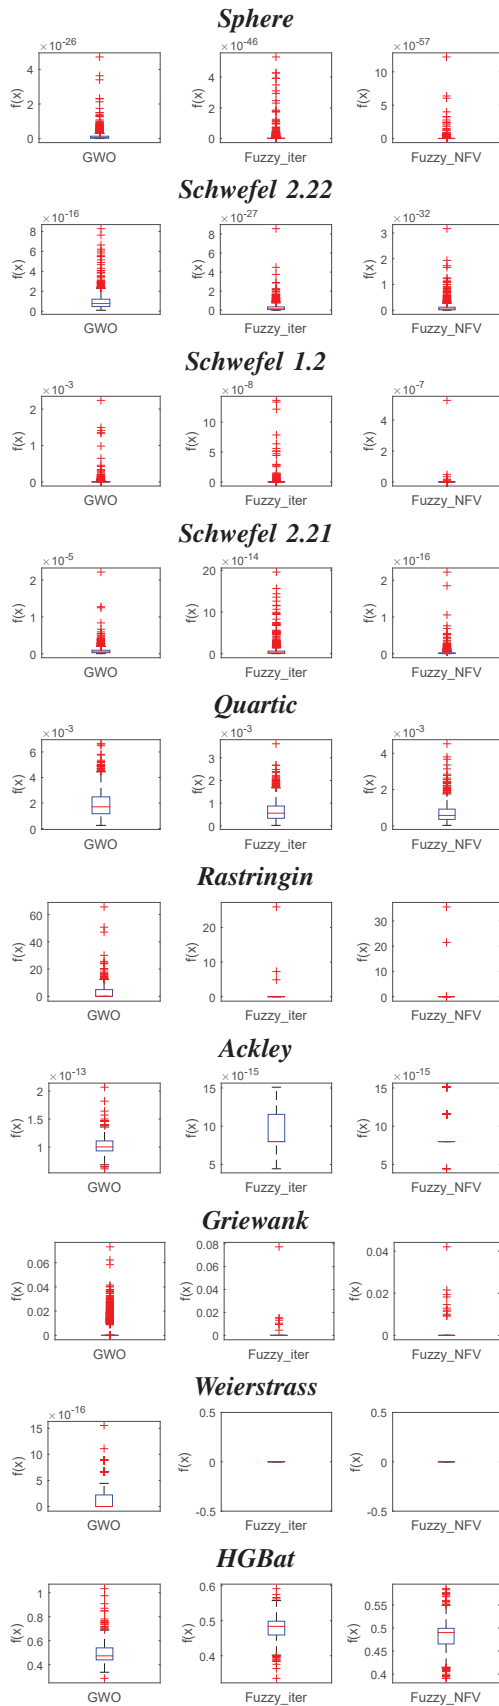 Sphere
×10^-26 ×10^-46 ×10^-57
4 2 0 f(x) GWO
4 2 0 Fuzzy_iter
10 5 0 f(x) Fuzzy_NFV
Schwefel 2.22
×10^-16 ×10^-27 ×10^-32
8 6 4 2 0 f(x) GWO
8 6 4 2 0 f(x) Fuzzy_iter
3 2 1 0 f(x) Fuzzy_NFV
Schwefel 1.2
×10^-3 ×10^-8 ×10^-7
2 1 0 f(x) GWO
10 5 0 f(x) Fuzzy_iter
4 2 0 f(x) Fuzzy_NFV
Schwefel 2.21
×10^-5 ×10^-14 ×10^-16
2 1 0 f(x) GWO
20 15 10 5 0 f(x) Fuzzy_iter
2 1 0 f(x) Fuzzy_NFV
Quartic
×10^-3 ×10^-3 ×10^-3
6 4 2 0 f(x) GWO
3 2 1 0 f(x) Fuzzy_iter
4 2 0 f(x) Fuzzy_NFV
Rastringin
60 40 20 0 f(x) GWO
20 10 0 f(x) Fuzzy_iter
30 20 10 0 f(x) Fuzzy_NFV
Ackley
×10^-13 ×10^-15 ×10^-15
2 1.5 1 f(x) GWO
15 10 5 f(x) Fuzzy_iter
15 10 5 f(x) Fuzzy_NFV
Griewank
0.06 0.04 0.02 0 f(x) GWO
0.08 0.06 0.04 0.02 0 f(x) Fuzzy_iter
0.04 0.02 0 f(x) Fuzzy_NFV
Weierstrass
×10^-16
15 10 5 0 f(x) GWO
0.5 0 -0.5 f(x) Fuzzy_iter
0.5 0 -0.5 f(x) Fuzzy_NFV
HGBat
1 0.8 0.6 0.4 f(x) GWO
0.6 0.5 0.4 f(x) Fuzzy_iter
0.55 0.5 0.45 0.4 f(x) Fuzzy_NFV